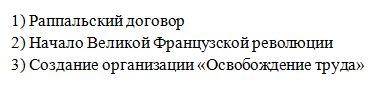 1) Раппальский договор
2) Начало Великой Французской революции
3) Создание организации «Освобождение труда»